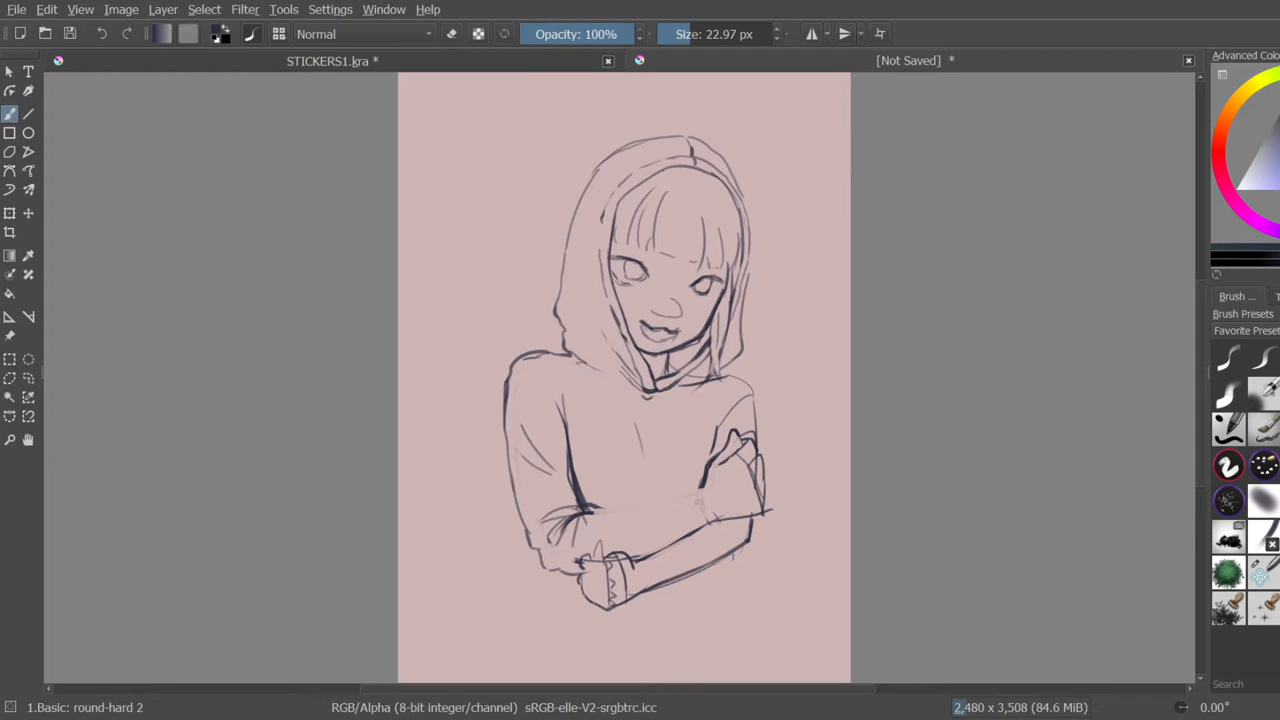 File Edit View Image Layer Select Filter Tools Settings Window Help
Normal Opacity: 100% Size: 22.97 px
STICKERS1.kra * [Not Saved] *
Advanced Colo
Brush ...
Brush Presets
Favorite Preset
Search
1.Basic: round-hard 2 RGB/Alpha (8-bit integer/channel) sRGB-elle-V2-srgbtrc.icc 2,480 x 3,508 (84.6 MiB) 0.00°